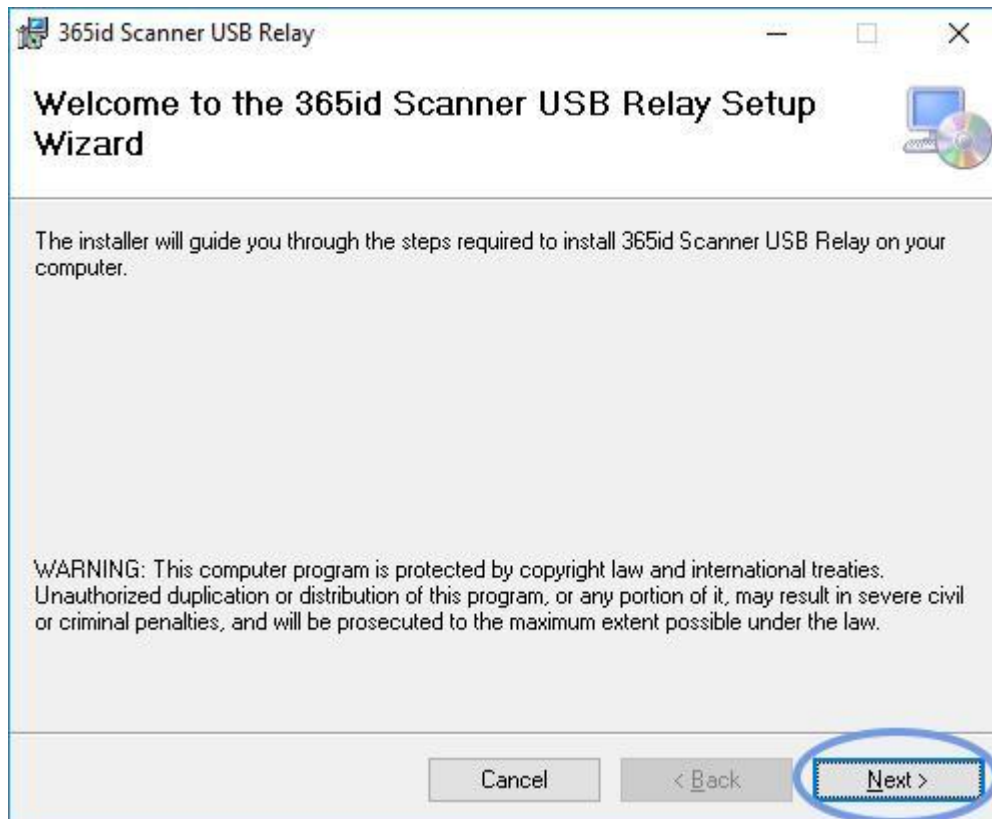 365id Scanner USB Relay
Welcome to the 365id Scanner USB Relay Setup
Wizard
The installer will guide you through the steps required to install 365id Scanner USB Relay on your
computer.
WARNING: This computer program is protected by copyright law and international treaties.
Unauthorized duplication or distribution of this program, or any portion of it, may result in severe civil
or criminal penalties, and will be prosecuted to the maximum extent possible under the law.
Cancel
< Back
Next >